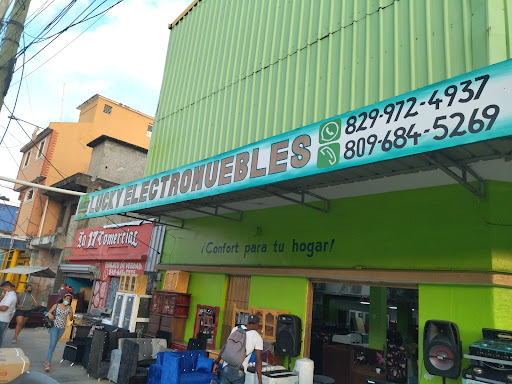 LUCKY ELECTROMUEBLES
829-972-4937
809-684-5269
¡Confort para tu hogar!
La 17 Comercial